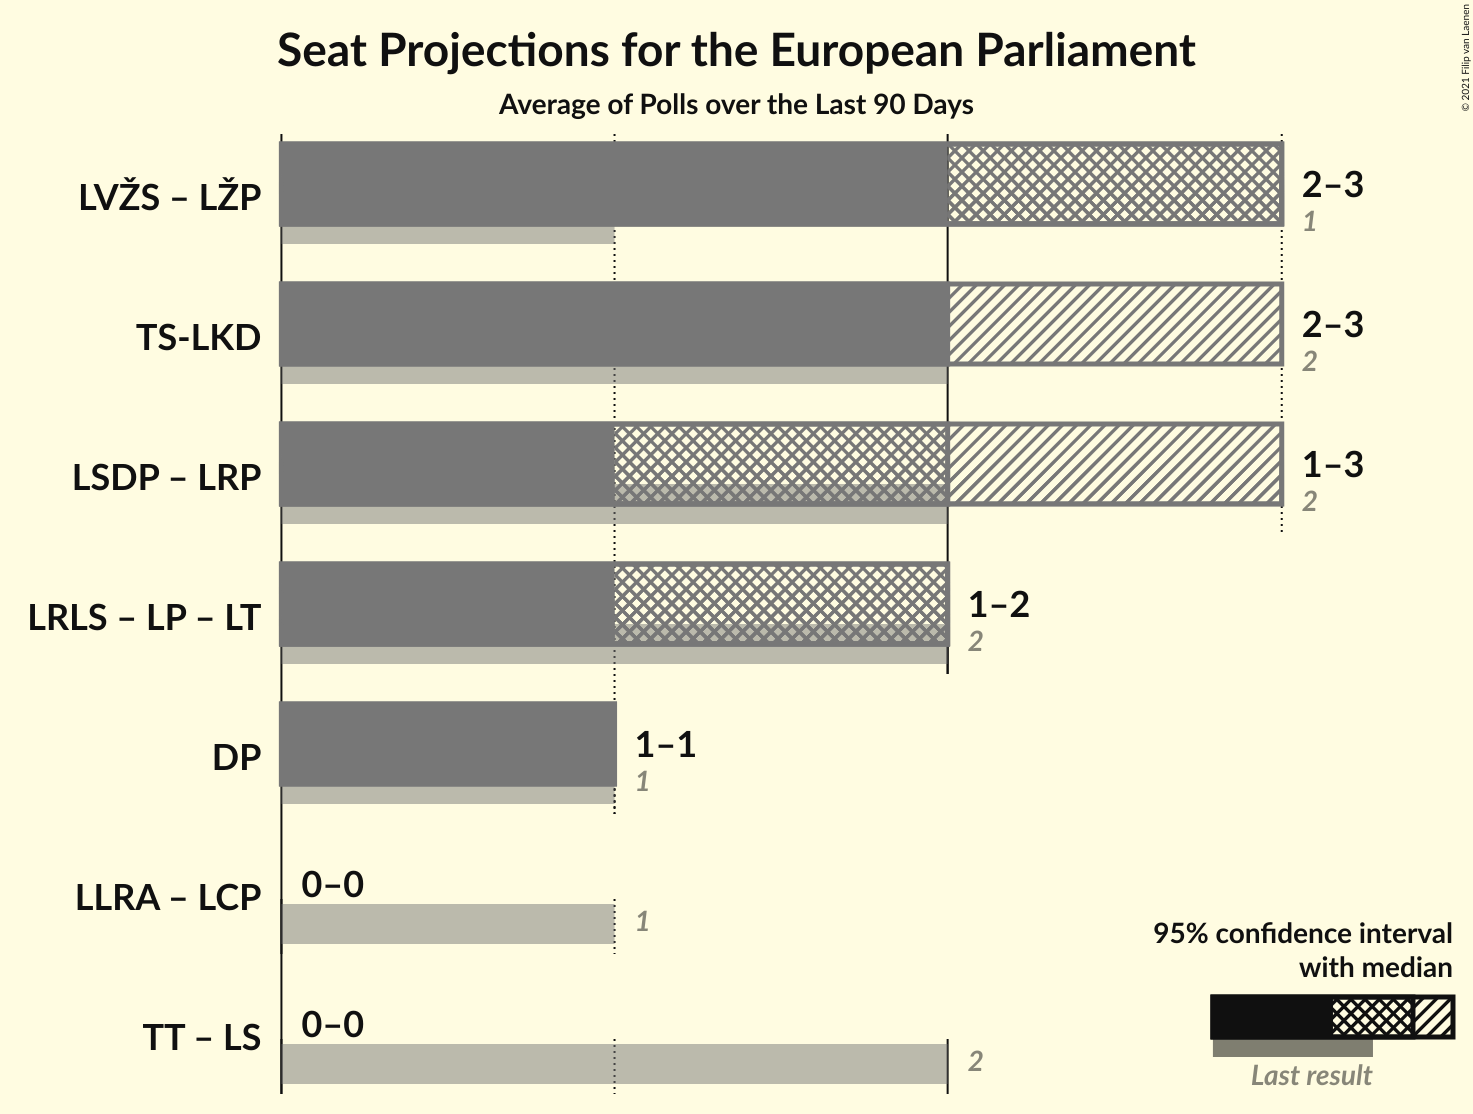 Seat Projections for the European Parliament
Average of Polls over the Last 90 Days
© 2021 Filip van Laenen
LVŽS – LŽP
2–3
1
TS-LKD
2–3
2
LSDP – LRP
1–3
2
LRLS – LP – LT
1–2
2
DP
1–1
1
LLRA – LCP
0–0
1
TT – LS
0–0
2
95% confidence interval
with median
Last result